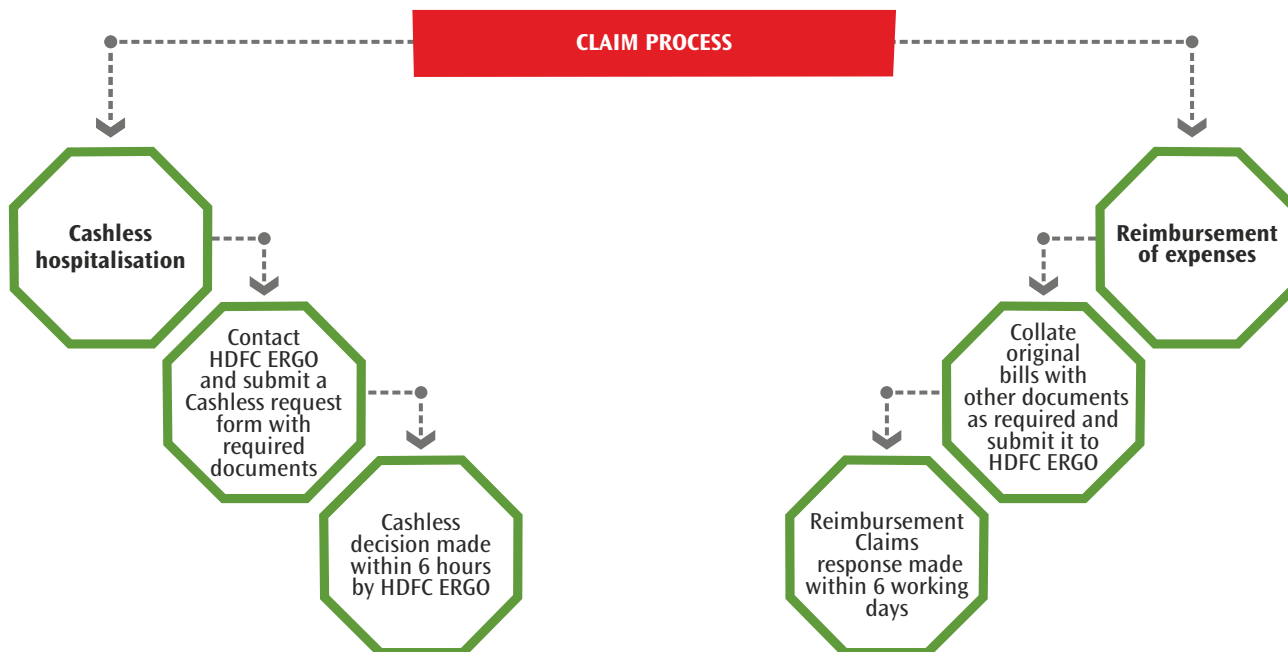 CLAIM PROCESS
Cashless
hospitalisation
Contact
HDFC ERGO
and submit a
Cashless request
form with
required
documents
Cashless
decision made
within 6 hours
by HDFC ERGO
Reimbursement
of expenses
Collate
original
bills with
other documents
as required and
submit it to
HDFC ERGO
Reimbursement
Claims
response made
within 6 working
days